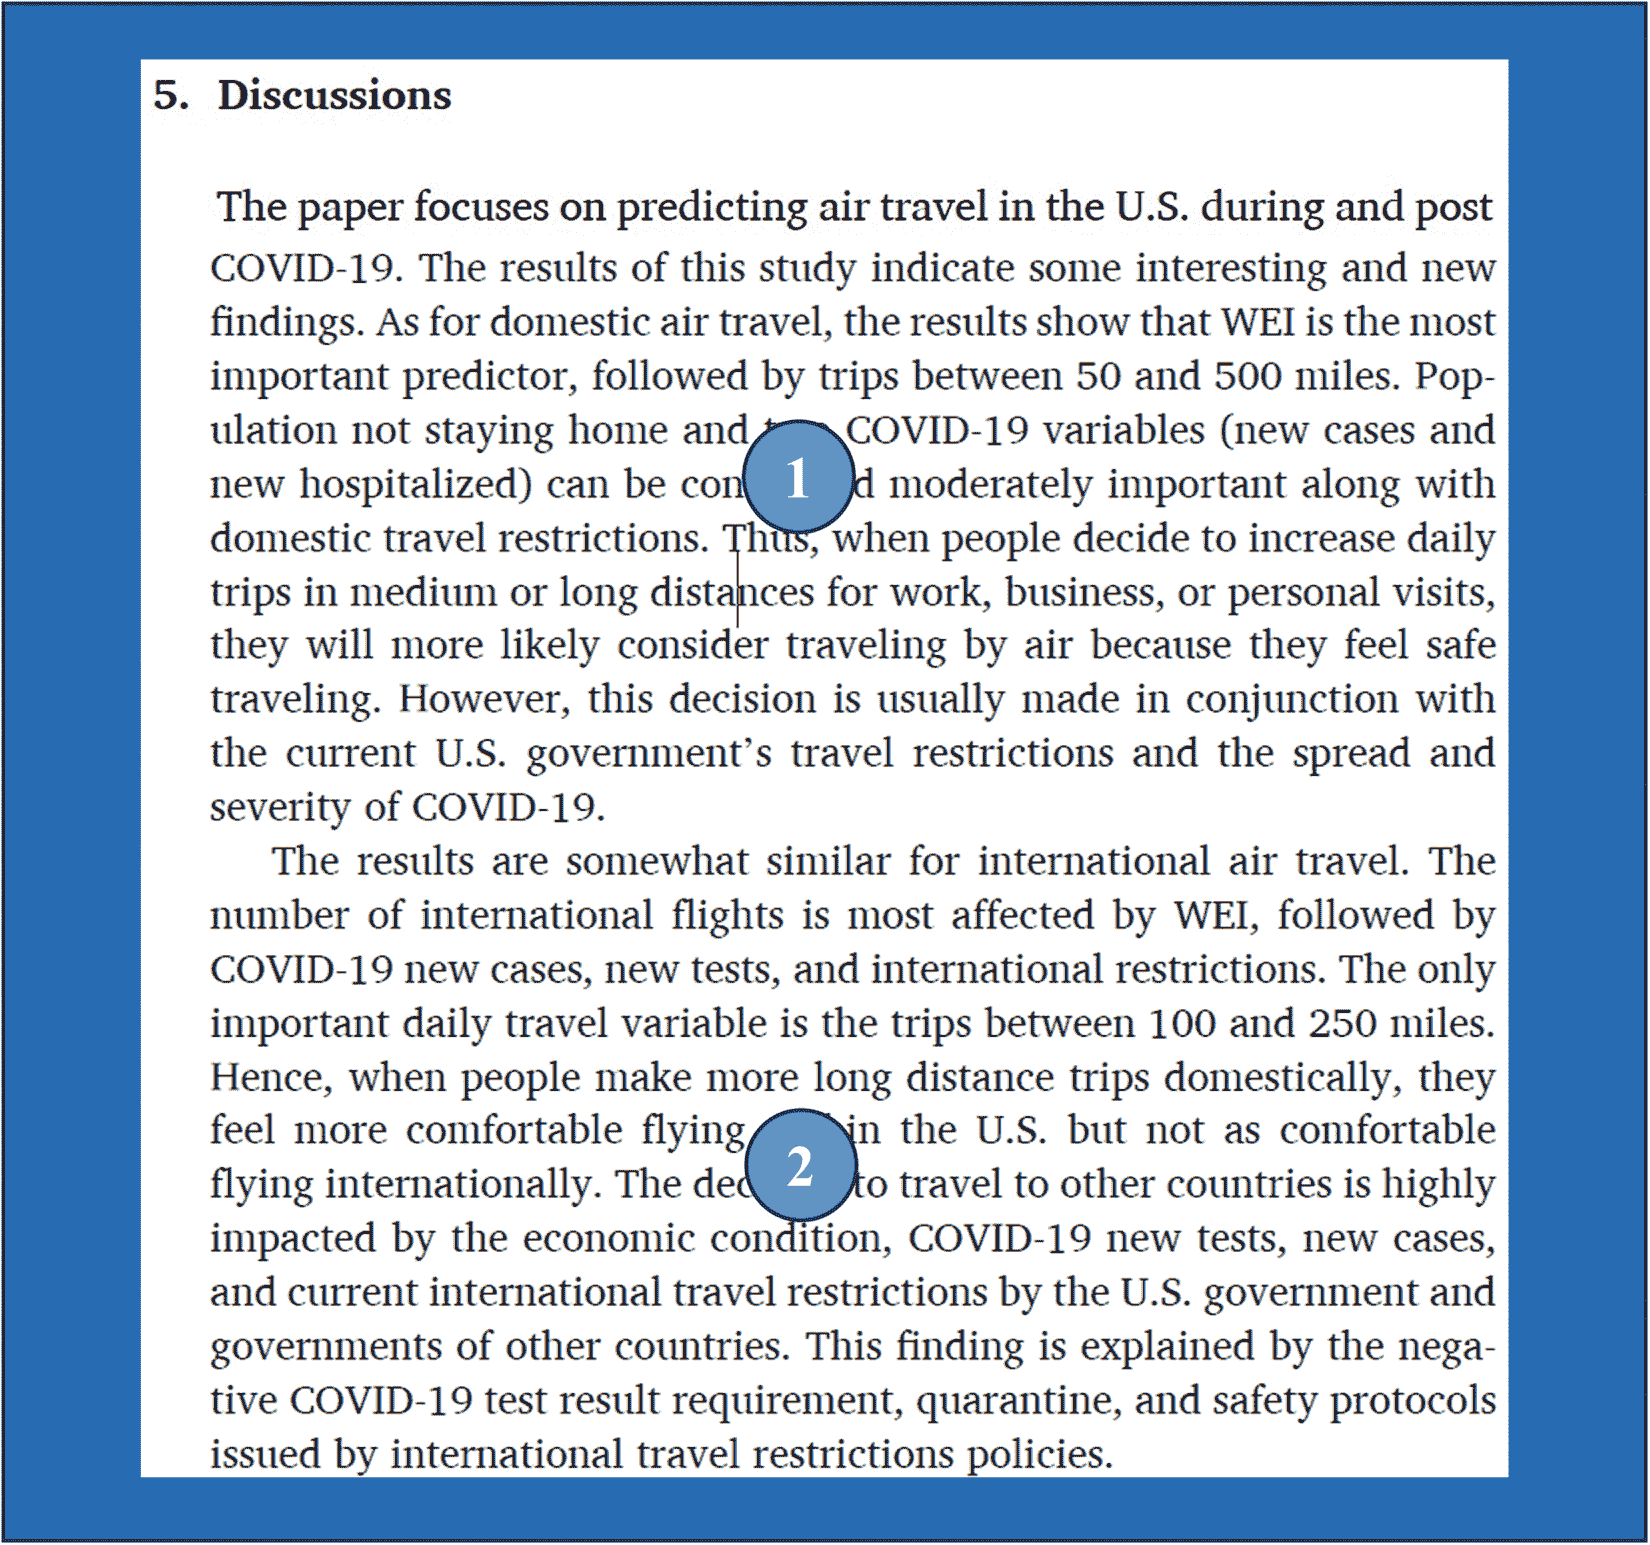 5. Discussions
The paper focuses on predicting air travel in the U.S. during and post
COVID-19. The results of this study indicate some interesting and new
findings. As for domestic air travel, the results show that WEI is the most
important predictor, followed by trips between 50 and 500 miles. Pop-
ulation not staying home and COVID-19 variables (new cases and
new hospitalized) can be moderately important along with
1
domestic travel restrictions. Thus, when people decide to increase daily
trips in medium or long distances for work, business, or personal visits,
they will more likely consider traveling by air because they feel safe
traveling. However, this decision is usually made in conjunction with
the current U.S. government’s travel restrictions and the spread and
severity of COVID-19.
The results are somewhat similar for international air travel. The
number of international flights is most affected by WEI, followed by
COVID-19 new cases, new tests, and international restrictions. The only
important daily travel variable is the trips between 100 and 250 miles.
Hence, when people make more long distance trips domestically, they
feel more comfortable flying the U.S. but not as comfortable
2
flying internationally. The to travel to other countries is highly
impacted by the economic condition, COVID-19 new tests, new cases,
and current international travel restrictions by the U.S. government and
governments of other countries. This finding is explained by the nega-
tive COVID-19 test result requirement, quarantine, and safety protocols
issued by international travel restrictions policies.